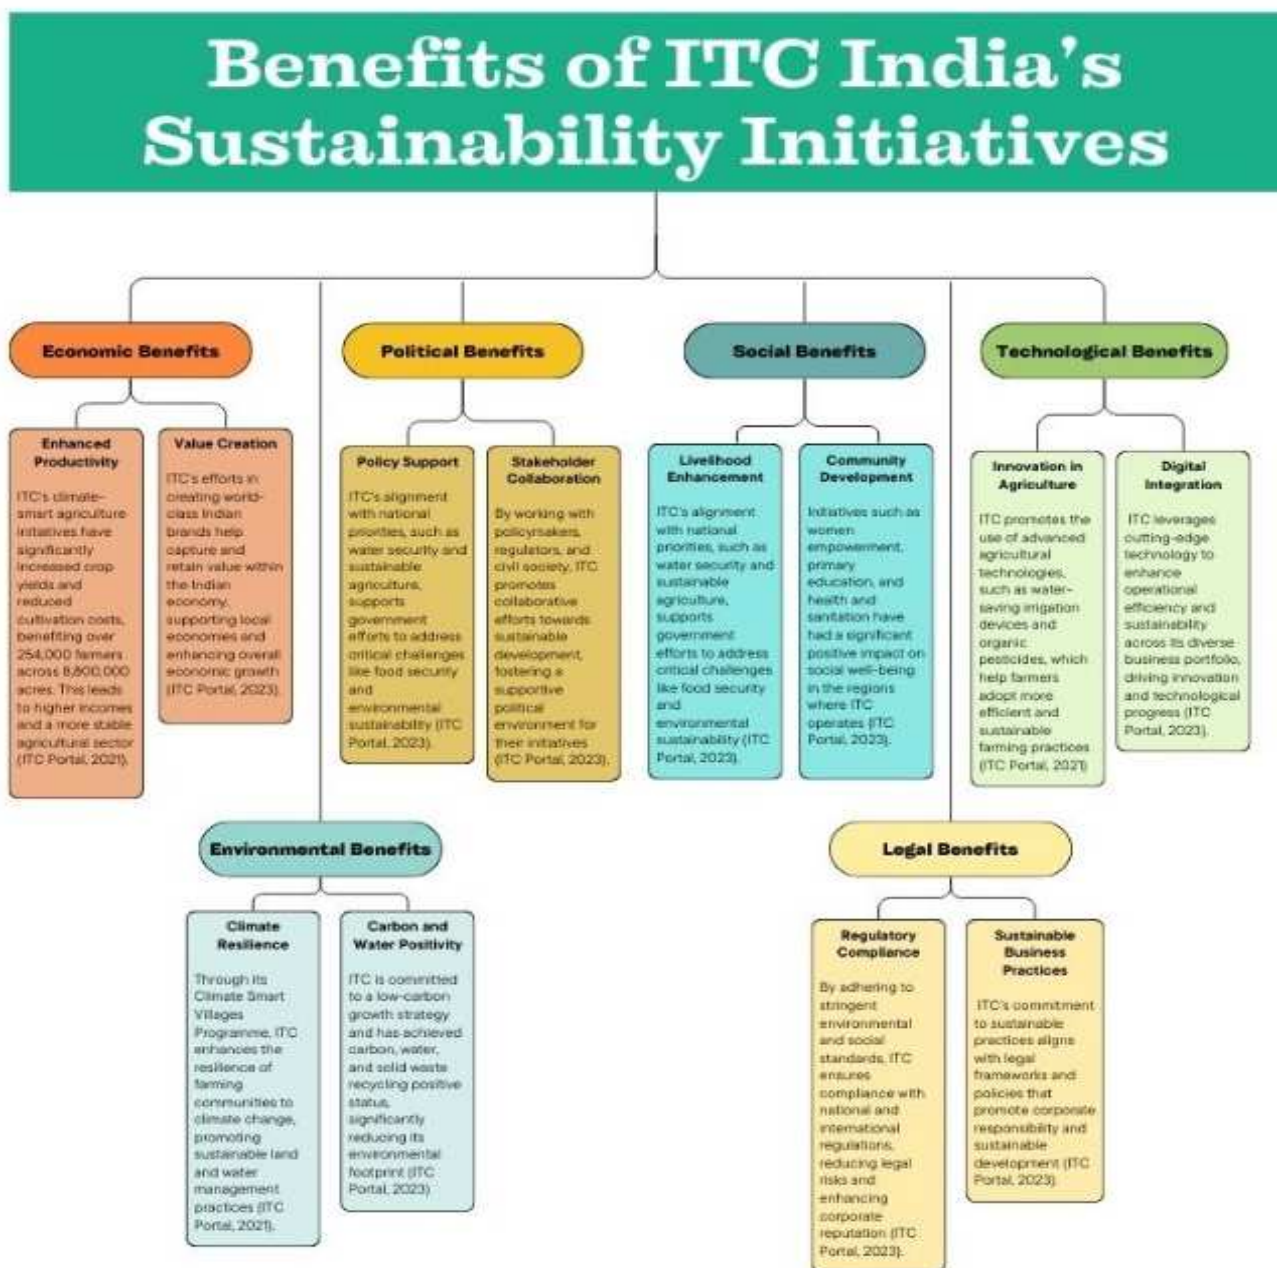 Benefits of ITC India's
Sustainability Initiatives
Economic Benefits
Political Benefits
Social Benefits
Technological Benefits
Enhanced
Productivity
ITC's climate-
smart agriculture
initiatives have
significantly
increased crop
yields and
reduced
cultivation costs,
benefiting over
254,000 farmers
across 8,800,000
acres. This leads
to higher incomes
and a more stable
agricultural sector
(ITC Portal, 2021).
Value Creation
ITC's efforts in
creating world-
class Indian
brands help
capture and
retain value within
the Indian
economy,
supporting local
economies and
enhancing overall
economic growth
(ITC Portal, 2023).
Policy Support
ITC's alignment
with national
priorities, such as
water security and
sustainable
agriculture,
supports
government
efforts to address
critical challenges
like food security
and
environmental
sustainability (ITC
Portal, 2023).
Stakeholder
Collaboration
By working with
policymakers,
regulators, and
civil society, ITC
promotes
collaborative
efforts towards
sustainable
development,
fostering a
supportive
political
environment for
their initiatives
(ITC Portal, 2023).
Livelihood
Enhancement
ITC's alignment
with national
priorities, such as
water security and
sustainable
agriculture,
supports
government
efforts to address
critical challenges
like food security
and
environmental
sustainability (ITC
Portal, 2023).
Community
Development
Initiatives such as
women
empowerment,
primary
education, and
health and
sanitation have
had a significant
positive impact on
social well-being
in the regions
where ITC
operates (ITC
Portal, 2023).
Innovation in
Agriculture
ITC promotes the
use of advanced
agricultural
technologies,
such as water-
saving irrigation
devices and
organic
pesticides, which
help farmers
adopt more
efficient and
sustainable
farming practices
(ITC Portal, 2021)
Digital
Integration
ITC leverages
cutting-edge
technology to
enhance
operational
efficiency and
sustainability
across its diverse
business portfolio,
driving innovation
and technological
progress (ITC
Portal, 2023).
Environmental Benefits
Legal Benefits
Climate
Resilience
Through its
Climate Smart
Villages
Programme, ITC
enhances the
resilience of
farming
communities to
climate change,
promoting
sustainable land
and water
management
practices (ITC
Portal, 2021).
Carbon and
Water Positivity
ITC is committed
to a low-carbon
growth strategy
and has achieved
carbon, water,
and solid waste
recycling positive
status,
significantly
reducing its
environmental
footprint (ITC
Portal, 2023)
Regulatory
Compliance
By adhering to
stringent
environmental
and social
standards, ITC
ensures
compliance with
national and
international
regulations,
reducing legal
risks and
enhancing
corporate
reputation (ITC
Portal, 2023).
Sustainable
Business
Practices
ITC's commitment
to sustainable
practices aligns
with legal
frameworks and
policies that
promote corporate
responsibility and
sustainable
development (ITC
Portal, 2023).